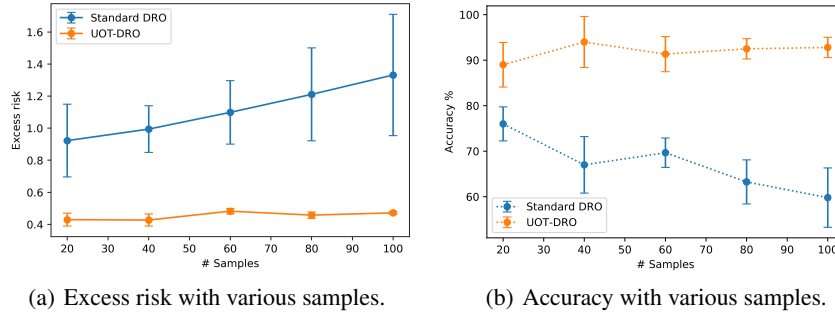 Standard DRO
UOT-DRO
Excess risk
1.6
1.4
1.2
1.0
0.8
0.6
0.4
20 30 40 50 60 70 80 90 100
# Samples
(a) Excess risk with various samples.
Accuracy %
100
90
80
70
60
Standard DRO
UOT-DRO
20 30 40 50 60 70 80 90 100
# Samples
(b) Accuracy with various samples.